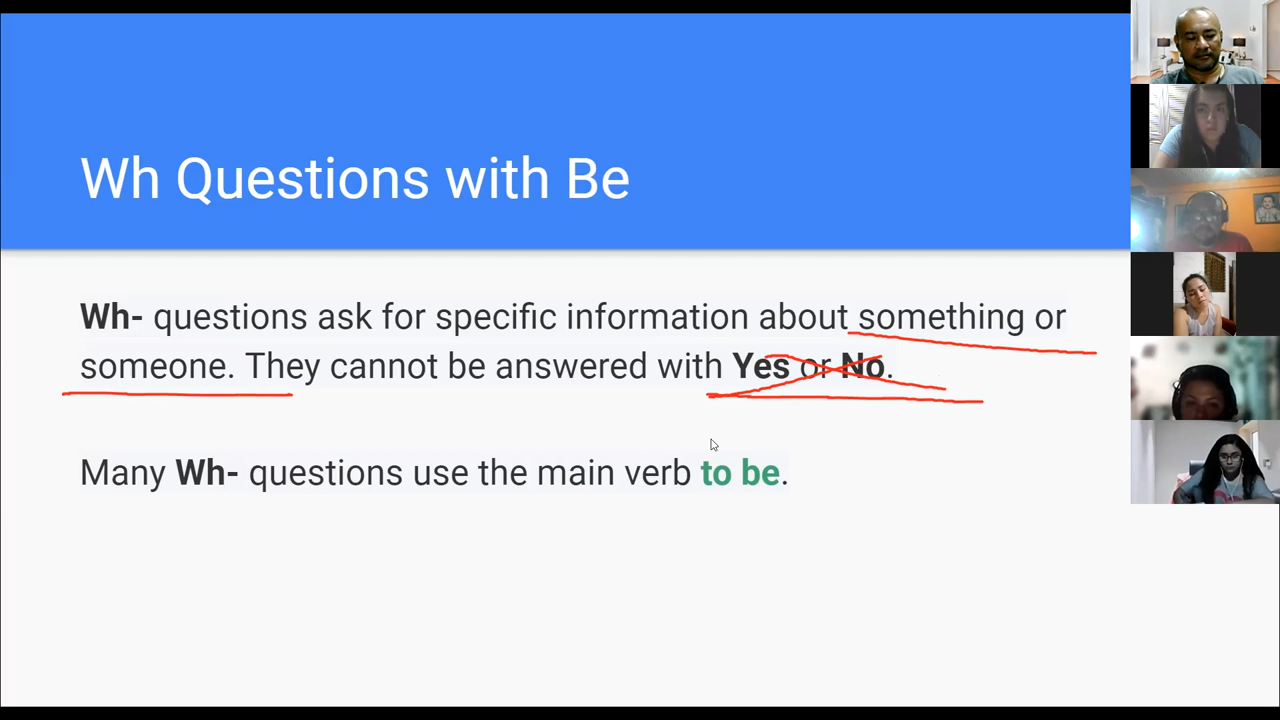 Wh Questions with Be
Wh- questions ask for specific information about something or
someone. They cannot be answered with Yes or No.
Many Wh- questions use the main verb to be.